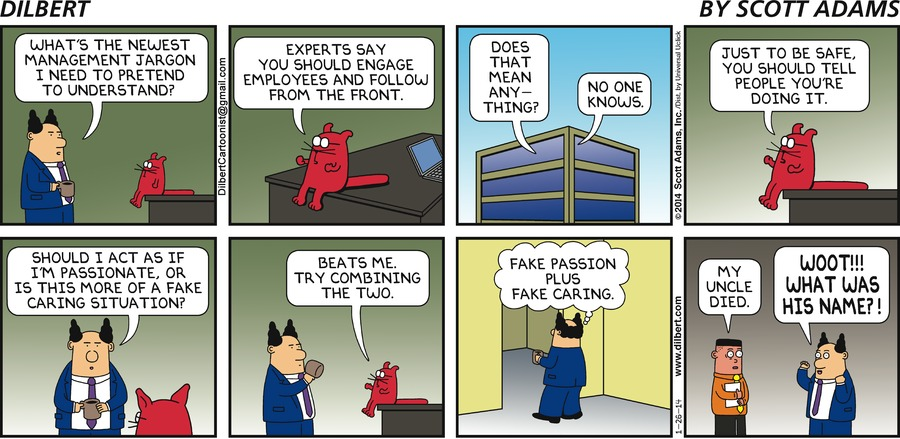 DILBERT
BY SCOTT ADAMS
WHAT'S THE NEWEST
MANAGEMENT JARGON
I NEED TO PRETEND
TO UNDERSTAND?
DilbertCartoonist@gmail.com
EXPERTS SAY
YOU SHOULD ENGAGE
EMPLOYEES AND FOLLOW
FROM THE FRONT.
DOES
THAT
MEAN
ANY—
THING?
NO ONE
KNOWS.
©2014 Scott Adams, Inc. /Dist. by Universal Uclick
JUST TO BE SAFE,
YOU SHOULD TELL
PEOPLE YOU'RE
DOING IT.
SHOULD I ACT AS IF
I'M PASSIONATE, OR
IS THIS MORE OF A FAKE
CARING SITUATION?
BEATS ME.
TRY COMBINING
THE TWO.
FAKE PASSION
PLUS
FAKE CARING.
1-26-14
www.dilbert.com
MY
UNCLE
DIED.
WOOT!!!
WHAT WAS
HIS NAME?!